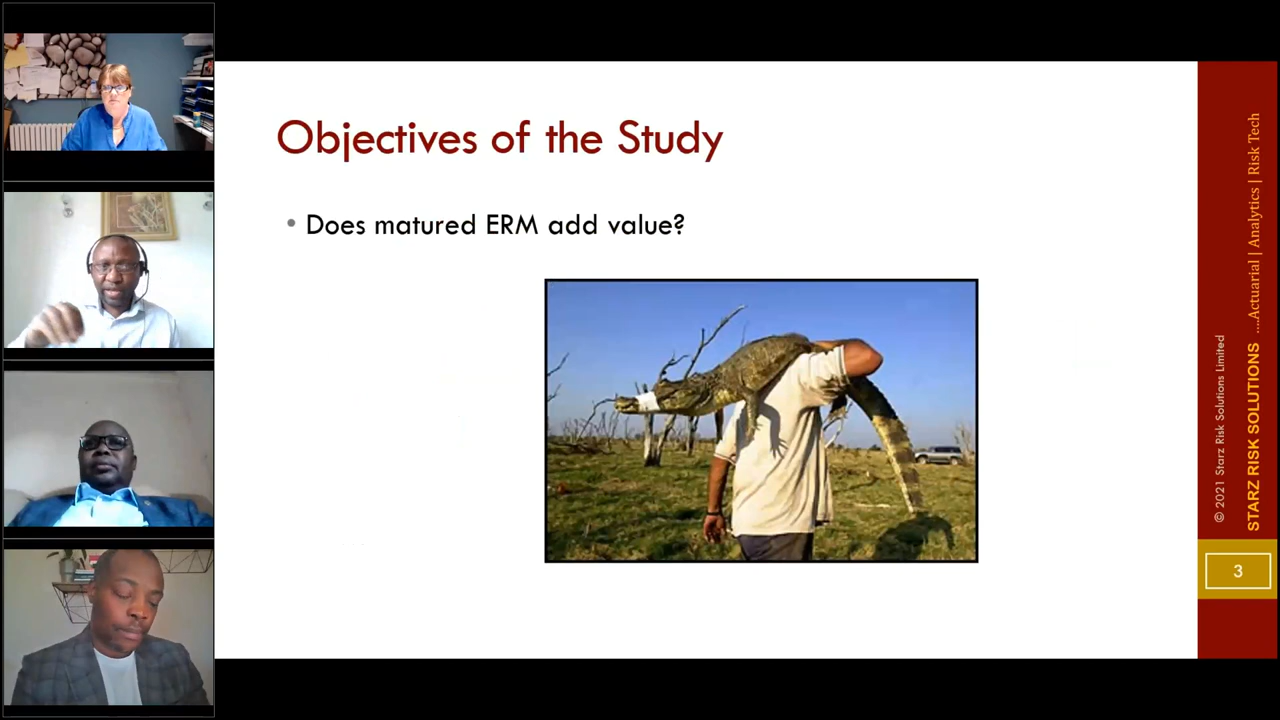 Objectives of the Study
• Does matured ERM add value?
© 2021 Starz Risk Solutions Limited
STARZ RISK SOLUTIONS ....Actuarial | Analytics | Risk Tech
3